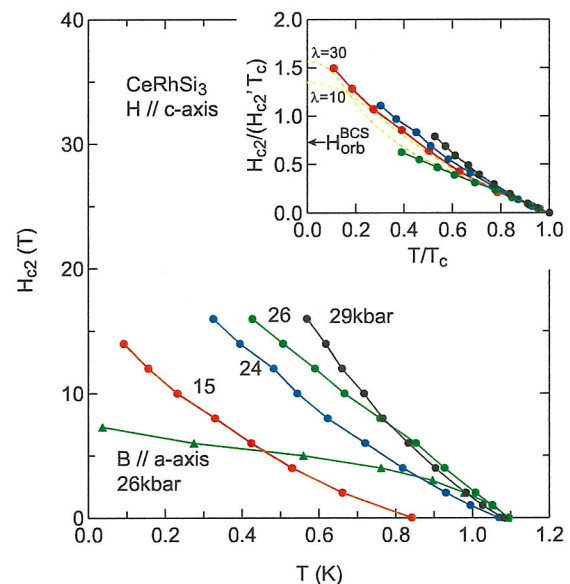 40
30
20
10
0
H_c2 (T)
CeRhSi₃
H // c-axis
15
24
26
29kbar
B // a-axis
26kbar
0.0 0.2 0.4 0.6 0.8 1.0 1.2
T (K)
2.0
1.5
1.0
0.5
0.0
H_c2/(H_c2' T_c)
λ=30
λ=10
←H_orb^BCS
0.0 0.2 0.4 0.6 0.8 1.0
T/T_c